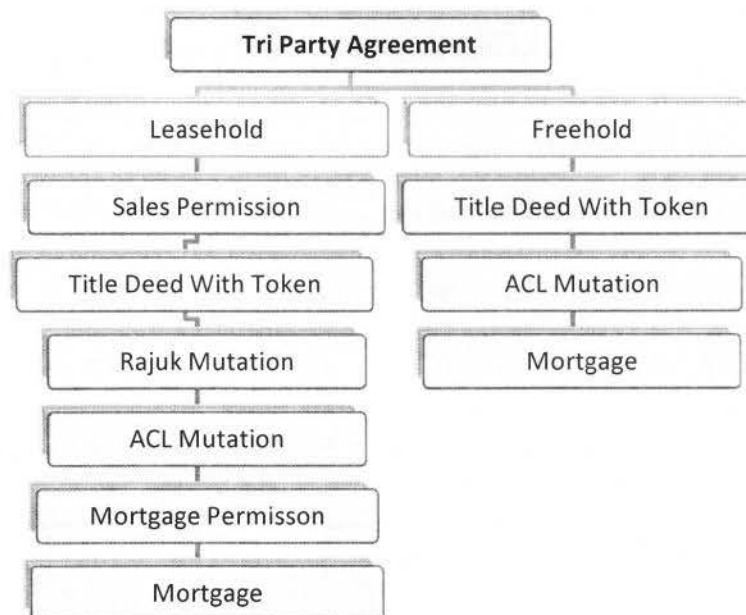 Tri Party Agreement
Leasehold
Freehold
Sales Permission
Title Deed With Token
Title Deed With Token
ACL Mutation
Rajuk Mutation
Mortgage
ACL Mutation
Mortgage Permisson
Mortgage